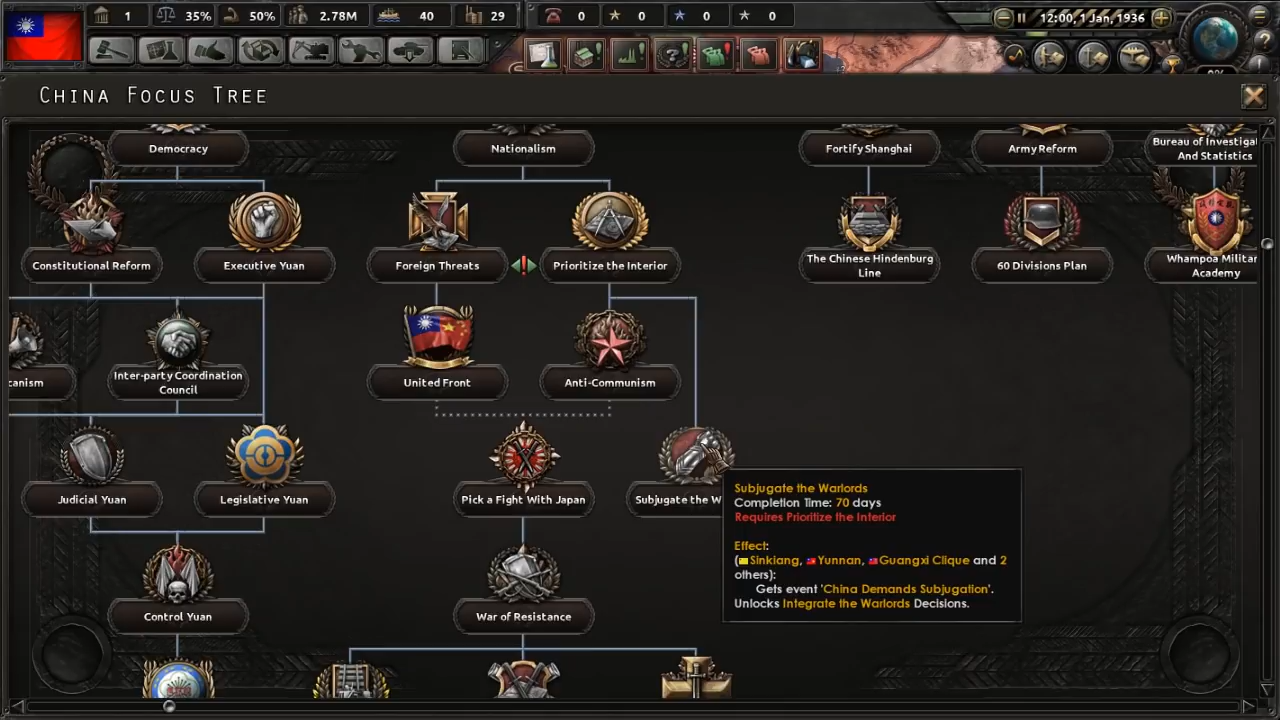 1
35%
50%
2.78M
40
29
0
0
0
0
12:00, 1 Jan, 1936
China Focus Tree
Democracy
Nationalism
Fortify Shanghai
Army Reform
Bureau of Investigat
And Statistics
Constitutional Reform
Executive Yuan
Foreign Threats
Prioritize the Interior
The Chinese Hindenburg
Line
60 Divisions Plan
Whampoa Militar
Academy
canism
Inter-party Coordination
Council
United Front
Anti-Communism
Judicial Yuan
Legislative Yuan
Pick a Fight With Japan
Subjugate the W
Subjugate the Warlords
Completion Time: 70 days
Requires Prioritize the Interior
Effect:
(Sinkiang, Yunnan, Guangxi Clique and 2
others):
Gets event 'China Demands Subjugation'.
Unlocks Integrate the Warlords Decisions.
Control Yuan
War of Resistance